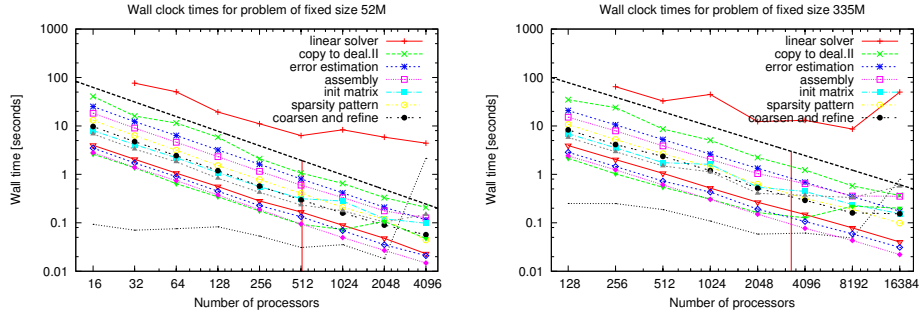 Wall clock times for problem of fixed size 52M
1000
100
10
1
0.1
0.01
Wall time [seconds]
linear solver
copy to deal.II
error estimation
assembly
init matrix
sparsity pattern
coarsen and refine
16 32 64 128 256 512 1024 2048 4096
Number of processors
Wall clock times for problem of fixed size 335M
1000
100
10
1
0.1
0.01
Wall time [seconds]
linear solver
copy to deal.II
error estimation
assembly
init matrix
sparsity pattern
coarsen and refine
128 256 512 1024 2048 4096 8192 16384
Number of processors